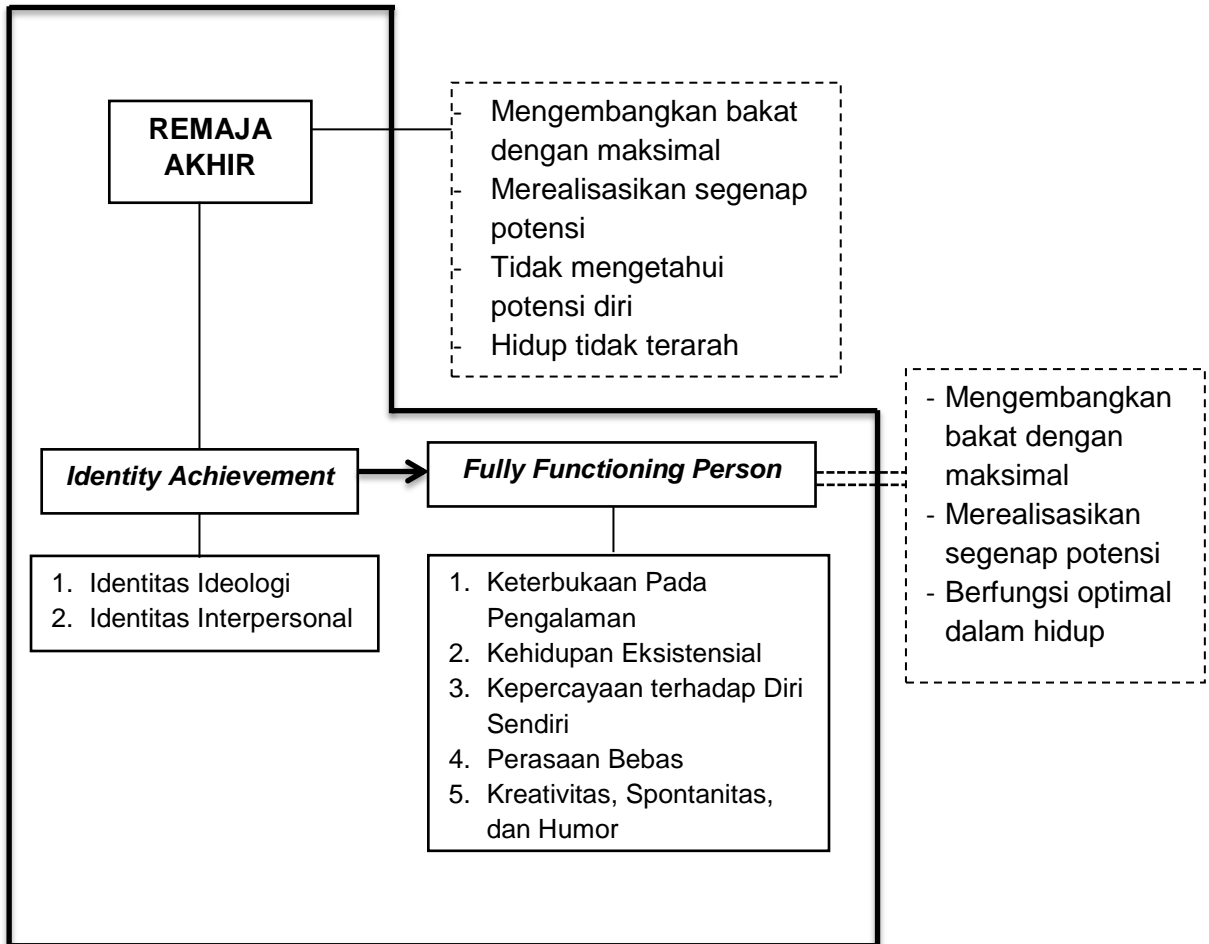 REMAJA
AKHIR
- Mengembangkan bakat
dengan maksimal
- Merealisasikan segenap
potensi
- Tidak mengetahui
potensi diri
- Hidup tidak terarah
Identity Achievement
Fully Functioning Person
- Mengembangkan
bakat dengan
maksimal
- Merealisasikan
segenap potensi
- Berfungsi optimal
dalam hidup
1. Identitas Ideologi
2. Identitas Interpersonal
1. Keterbukaan Pada
Pengalaman
2. Kehidupan Eksistensial
3. Kepercayaan terhadap Diri
Sendiri
4. Perasaan Bebas
5. Kreativitas, Spontanitas,
dan Humor